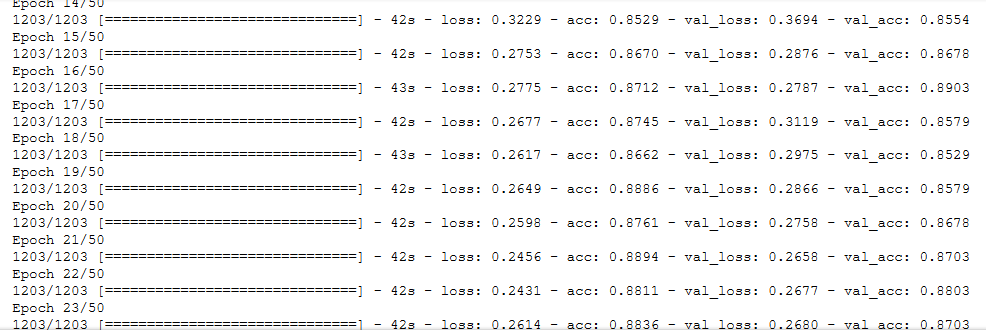 Epoch 14/50
1203/1203 [==============================] - 42s - loss: 0.3229 - acc: 0.8529 - val_loss: 0.3694 - val_acc: 0.8554
Epoch 15/50
1203/1203 [==============================] - 42s - loss: 0.2753 - acc: 0.8670 - val_loss: 0.2876 - val_acc: 0.8678
Epoch 16/50
1203/1203 [==============================] - 43s - loss: 0.2775 - acc: 0.8712 - val_loss: 0.2787 - val_acc: 0.8903
Epoch 17/50
1203/1203 [==============================] - 42s - loss: 0.2677 - acc: 0.8745 - val_loss: 0.3119 - val_acc: 0.8579
Epoch 18/50
1203/1203 [==============================] - 43s - loss: 0.2617 - acc: 0.8662 - val_loss: 0.2975 - val_acc: 0.8529
Epoch 19/50
1203/1203 [==============================] - 42s - loss: 0.2649 - acc: 0.8886 - val_loss: 0.2866 - val_acc: 0.8579
Epoch 20/50
1203/1203 [==============================] - 42s - loss: 0.2598 - acc: 0.8761 - val_loss: 0.2758 - val_acc: 0.8678
Epoch 21/50
1203/1203 [==============================] - 42s - loss: 0.2456 - acc: 0.8894 - val_loss: 0.2658 - val_acc: 0.8703
Epoch 22/50
1203/1203 [==============================] - 42s - loss: 0.2431 - acc: 0.8811 - val_loss: 0.2677 - val_acc: 0.8803
Epoch 23/50
1203/1203 [==============================] - 42s - loss: 0.2614 - acc: 0.8836 - val_loss: 0.2680 - val_acc: 0.8703